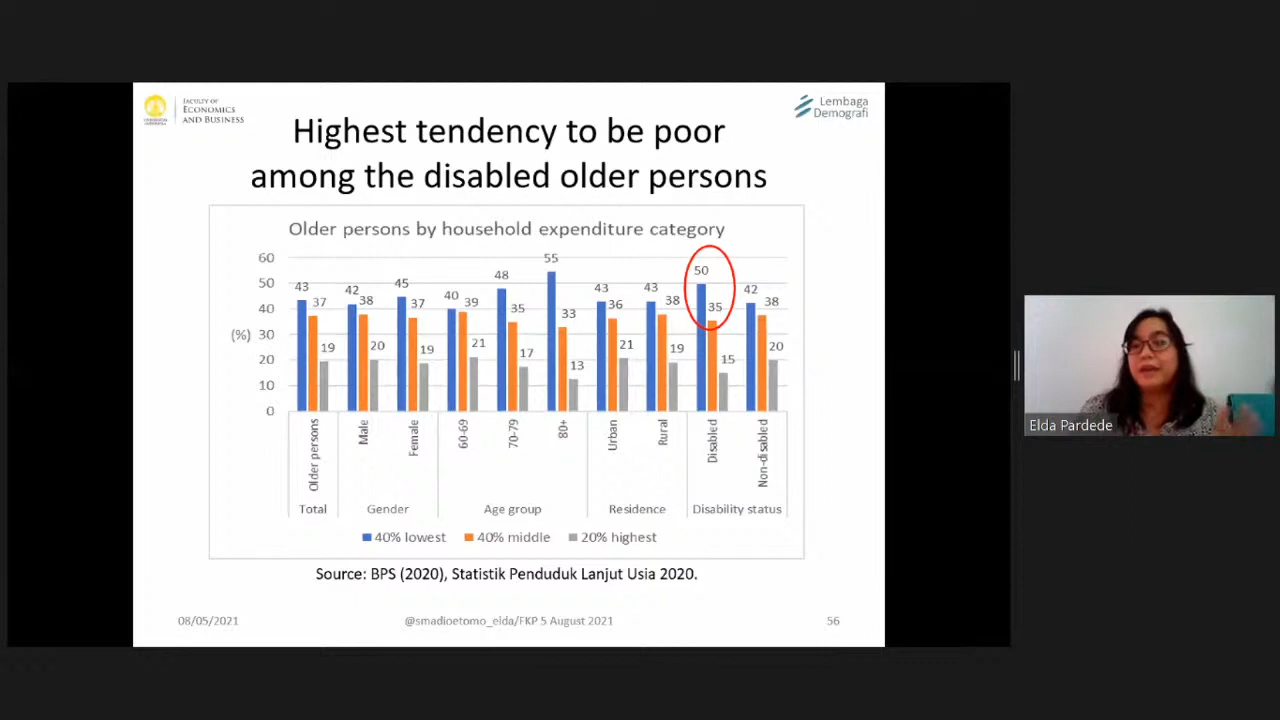 FACULTY OF
ECONOMICS
AND BUSINESS
Lembaga
Demografi
Highest tendency to be poor
among the disabled older persons
Older persons by household expenditure category
(%)
60
50
40
30
20
10
0
43 37 19
42 38 20
45 37 19
40 39 21
48 35 17
55 33 13
43 36 21
43 38 19
50 35 15
42 38 20
Older persons
Male
Female
60-69
70-79
80+
Urban
Rural
Disabled
Non-disabled
Total Gender Age group Residence Disability status
40% lowest 40% middle 20% highest
Source: BPS (2020), Statistik Penduduk Lanjut Usia 2020.
08/05/2021 @smadioetomo_elda/FKP 5 August 2021 56
Elda Pardede